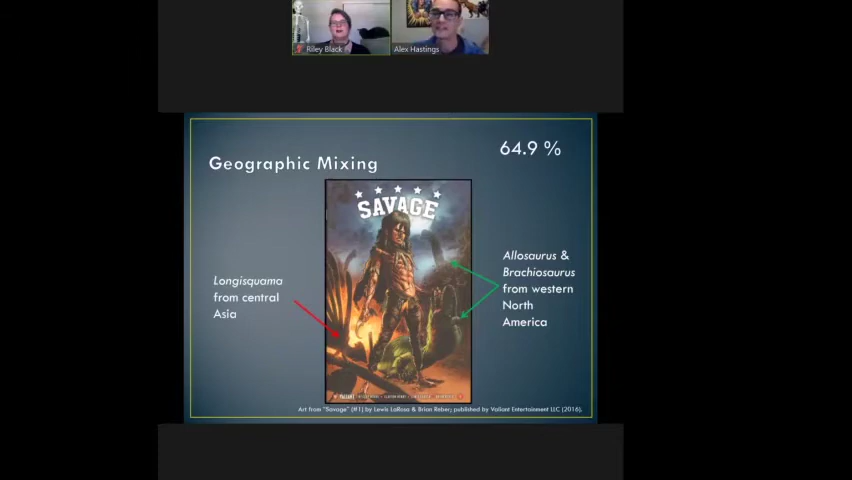 Riley Black
Alex Hastings
64.9 %
Geographic Mixing
SAVAGE
Allosaurus &
Brachiosaurus
from western
North
America
Longisquama
from central
Asia
VALIANT
Art from "Savage" (#1) by Lewis LaRosa & Brian Reber; published by Valiant Entertainment LLC (2016).